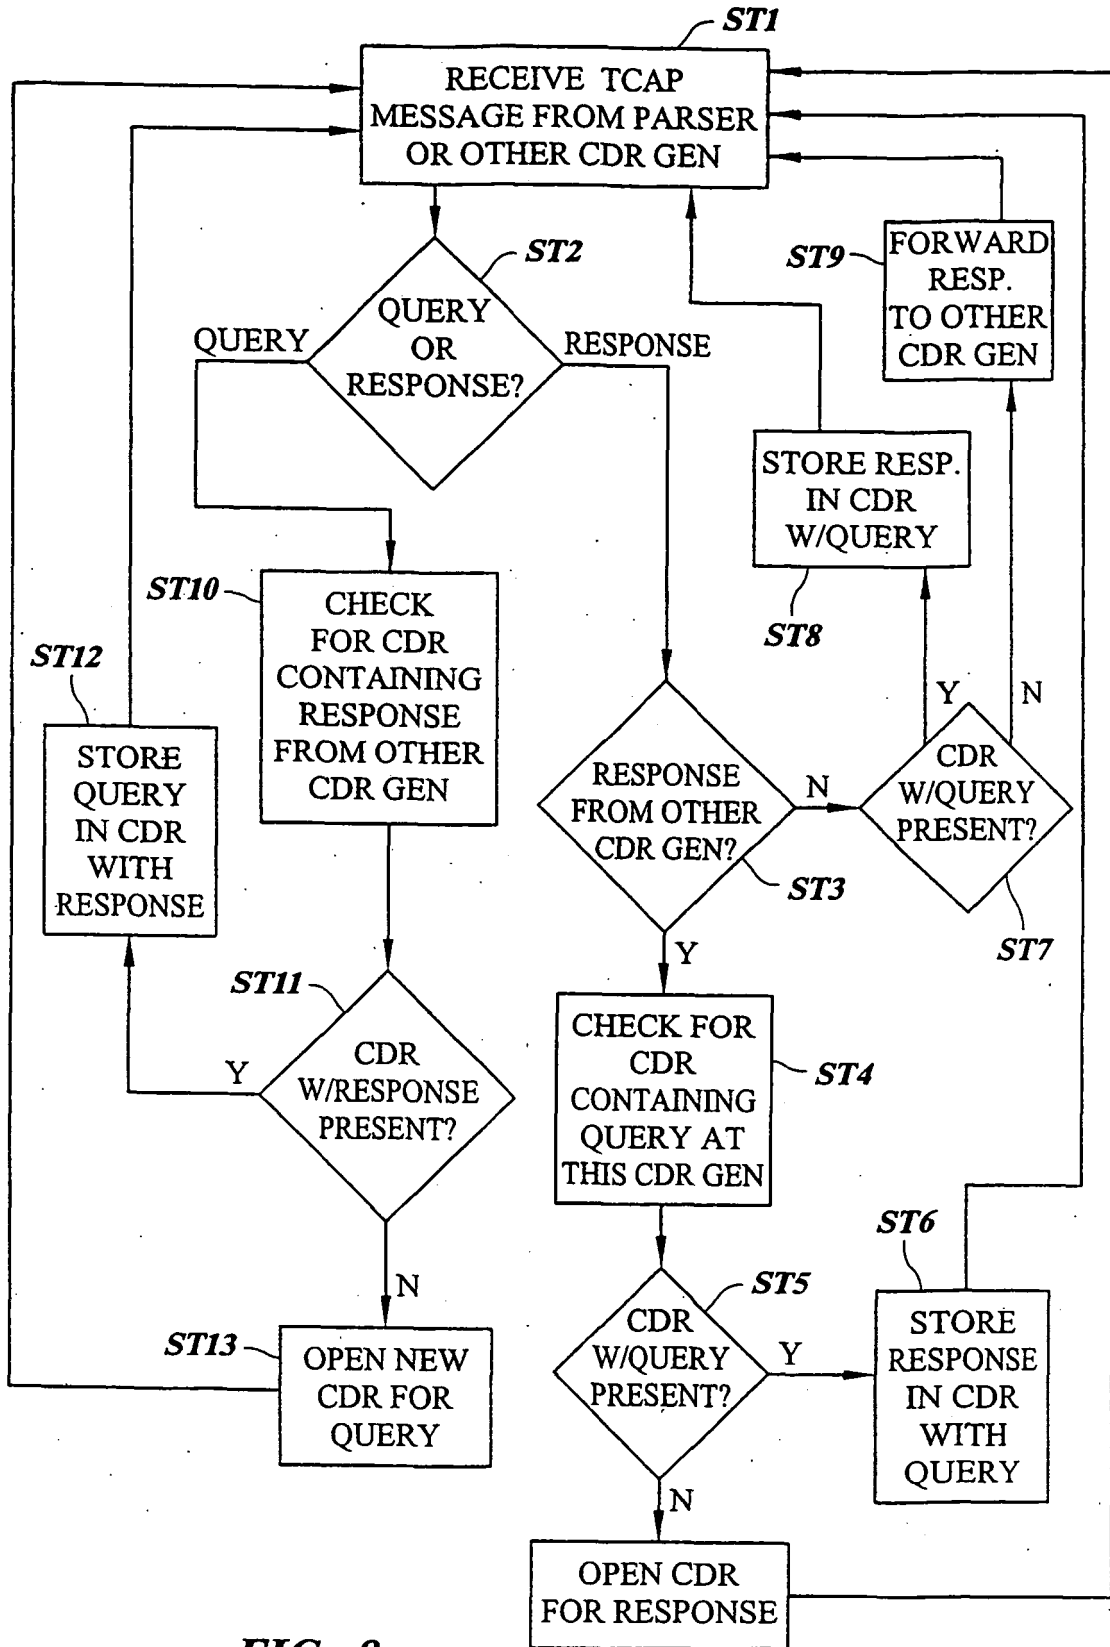 ST1
RECEIVE TCAP
MESSAGE FROM PARSER
OR OTHER CDR GEN
ST2
QUERY
OR
RESPONSE?
QUERY
RESPONSE
ST9
FORWARD
RESP.
TO OTHER
CDR GEN
STORE RESP.
IN CDR
W/QUERY
ST8
ST10
CHECK
FOR CDR
CONTAINING
RESPONSE
FROM OTHER
CDR GEN
ST12
STORE
QUERY
IN CDR
WITH
RESPONSE
RESPONSE
FROM OTHER
CDR GEN?
ST3
N
Y
Y
N
CDR
W/QUERY
PRESENT?
ST7
ST11
CDR
W/RESPONSE
PRESENT?
Y
N
CHECK FOR
CDR
CONTAINING
QUERY AT
THIS CDR GEN
ST4
ST5
CDR
W/QUERY
PRESENT?
Y
N
ST6
STORE
RESPONSE
IN CDR
WITH
QUERY
ST13
OPEN NEW
CDR FOR
QUERY
OPEN CDR
FOR RESPONSE